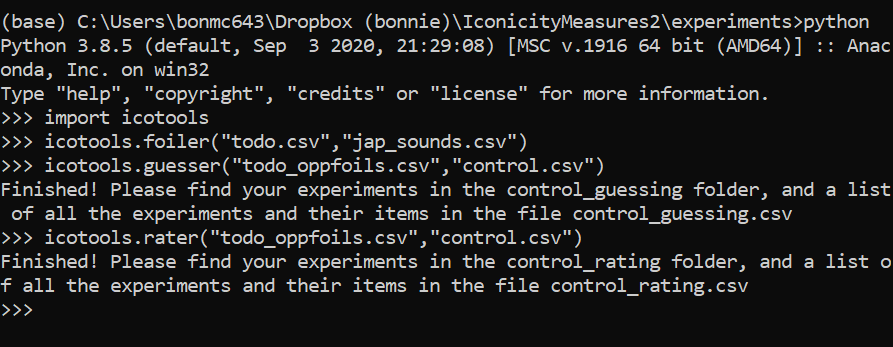 (base) C:\Users\bonmc643\Dropbox (bonnie)\IconicityMeasures2\experiments>python
Python 3.8.5 (default, Sep  3 2020, 21:29:08) [MSC v.1916 64 bit (AMD64)] :: Anac
onda, Inc. on win32
Type "help", "copyright", "credits" or "license" for more information.
>>> import icotools
>>> icotools.foiler("todo.csv","jap_sounds.csv")
>>> icotools.guesser("todo_oppfoils.csv","control.csv")
Finished! Please find your experiments in the control_guessing folder, and a list
 of all the experiments and their items in the file control_guessing.csv
>>> icotools.rater("todo_oppfoils.csv","control.csv")
Finished! Please find your experiments in the control_rating folder, and a list o
f all the experiments and their items in the file control_rating.csv
>>>